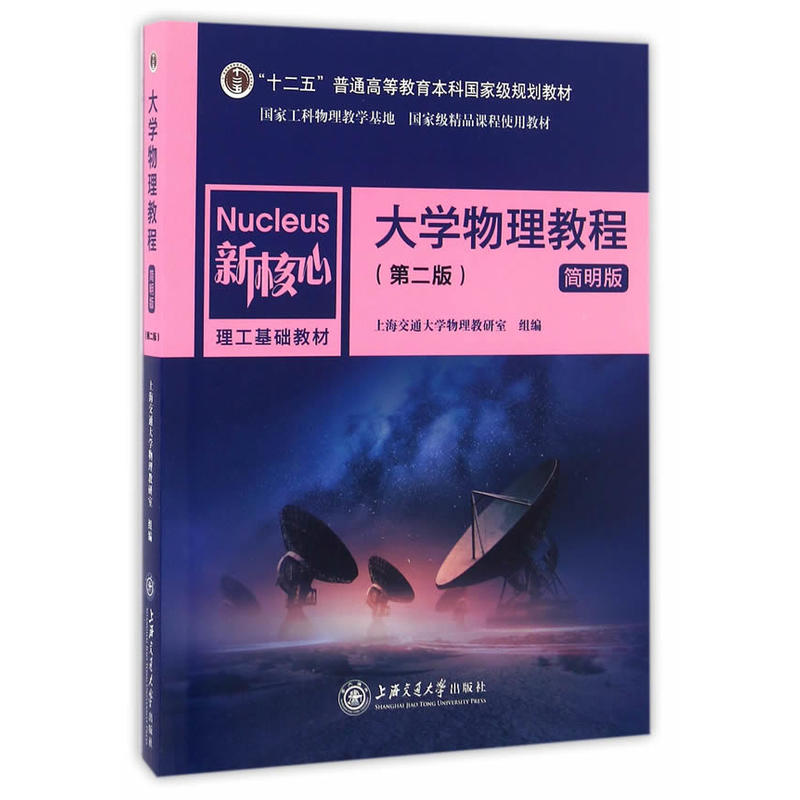 "十二五"普通高等教育本科国家级规划教材
国家工科物理教学基地 国家级精品课程使用教材
Nucleus
新核心
理工基础教材
大学物理教程
(第二版)
简明版
上海交通大学物理教研室 组编
上海交通大学出版社
SHANGHAI JIAO TONG UNIVERSITY PRESS
大学物理教程
简明版
(第二版)
上海交通大学物理教研室 组编
上海交通大学出版社